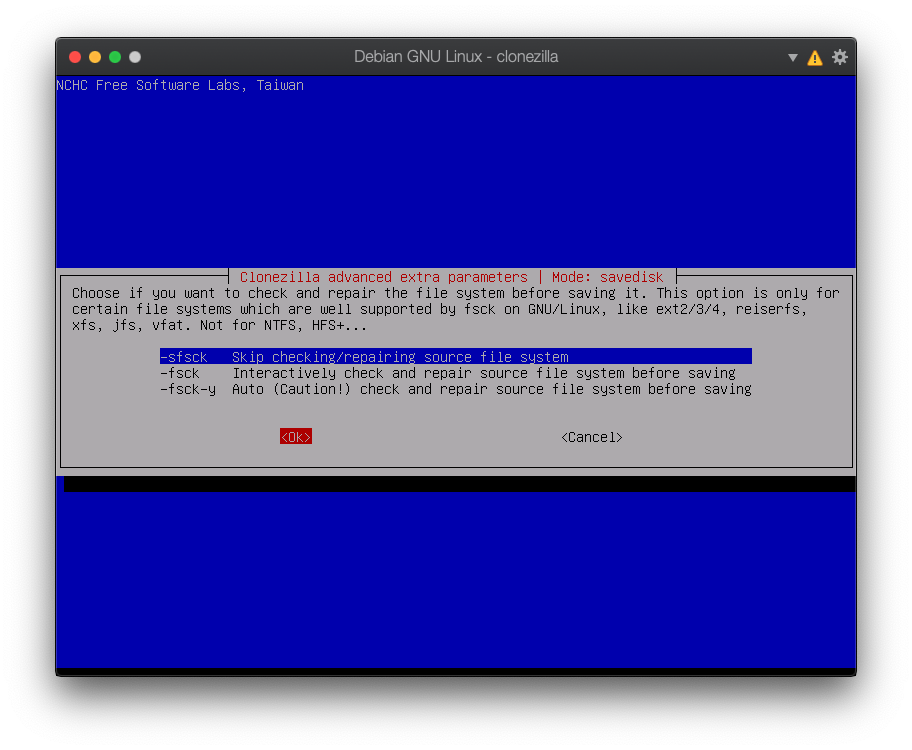 Debian GNU Linux - clonezilla
NCHC Free Software Labs, Taiwan
Clonezilla advanced extra parameters | Mode: savedisk
Choose if you want to check and repair the file system before saving it. This option is only for
certain file systems which are well supported by fsck on GNU/Linux, like ext2/3/4, reiserfs,
xfs, jfs, vfat. Not for NTFS, HFS+...
-sfsck Skip checking/repairing source file system
-fsck Interactively check and repair source file system before saving
-fsck-y Auto (Caution!) check and repair source file system before saving
<Ok> <Cancel>